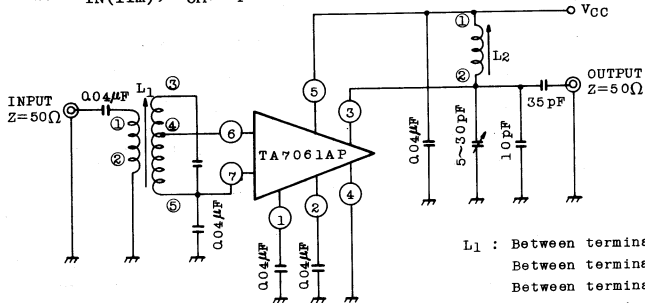 IN(lim),
①
VCC
L2
②
OUTPUT
Z=50Ω
35pF
0.04μF
5~30pF
10pF
INPUT
Z=50Ω
0.04μF
L1
③
①
④
②
⑤
0.04μF
⑤
③
⑥
TA7061AP
⑦
①
②
④
0.04μF
0.04μF
L1 : Between termina
Between termina
Between termina